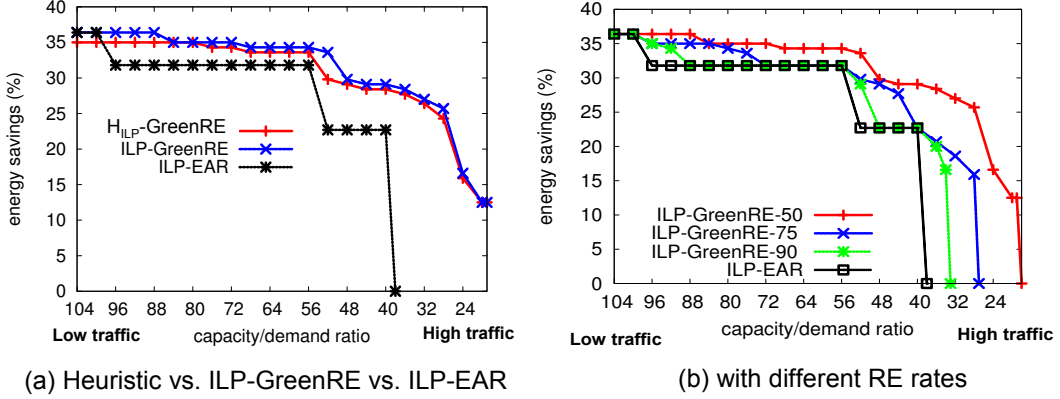 40
35
30
25
20
15
10
5
0
energy savings (%)
H_ILP-GreenRE
ILP-GreenRE
ILP-EAR
104 96 88 80 72 64 56 48 40 32 24
Low traffic capacity/demand ratio High traffic
(a) Heuristic vs. ILP-GreenRE vs. ILP-EAR
40
35
30
25
20
15
10
5
0
energy savings (%)
ILP-GreenRE-50
ILP-GreenRE-75
ILP-GreenRE-90
ILP-EAR
104 96 88 80 72 64 56 48 40 32 24
Low traffic capacity/demand ratio High traffic
(b) with different RE rates